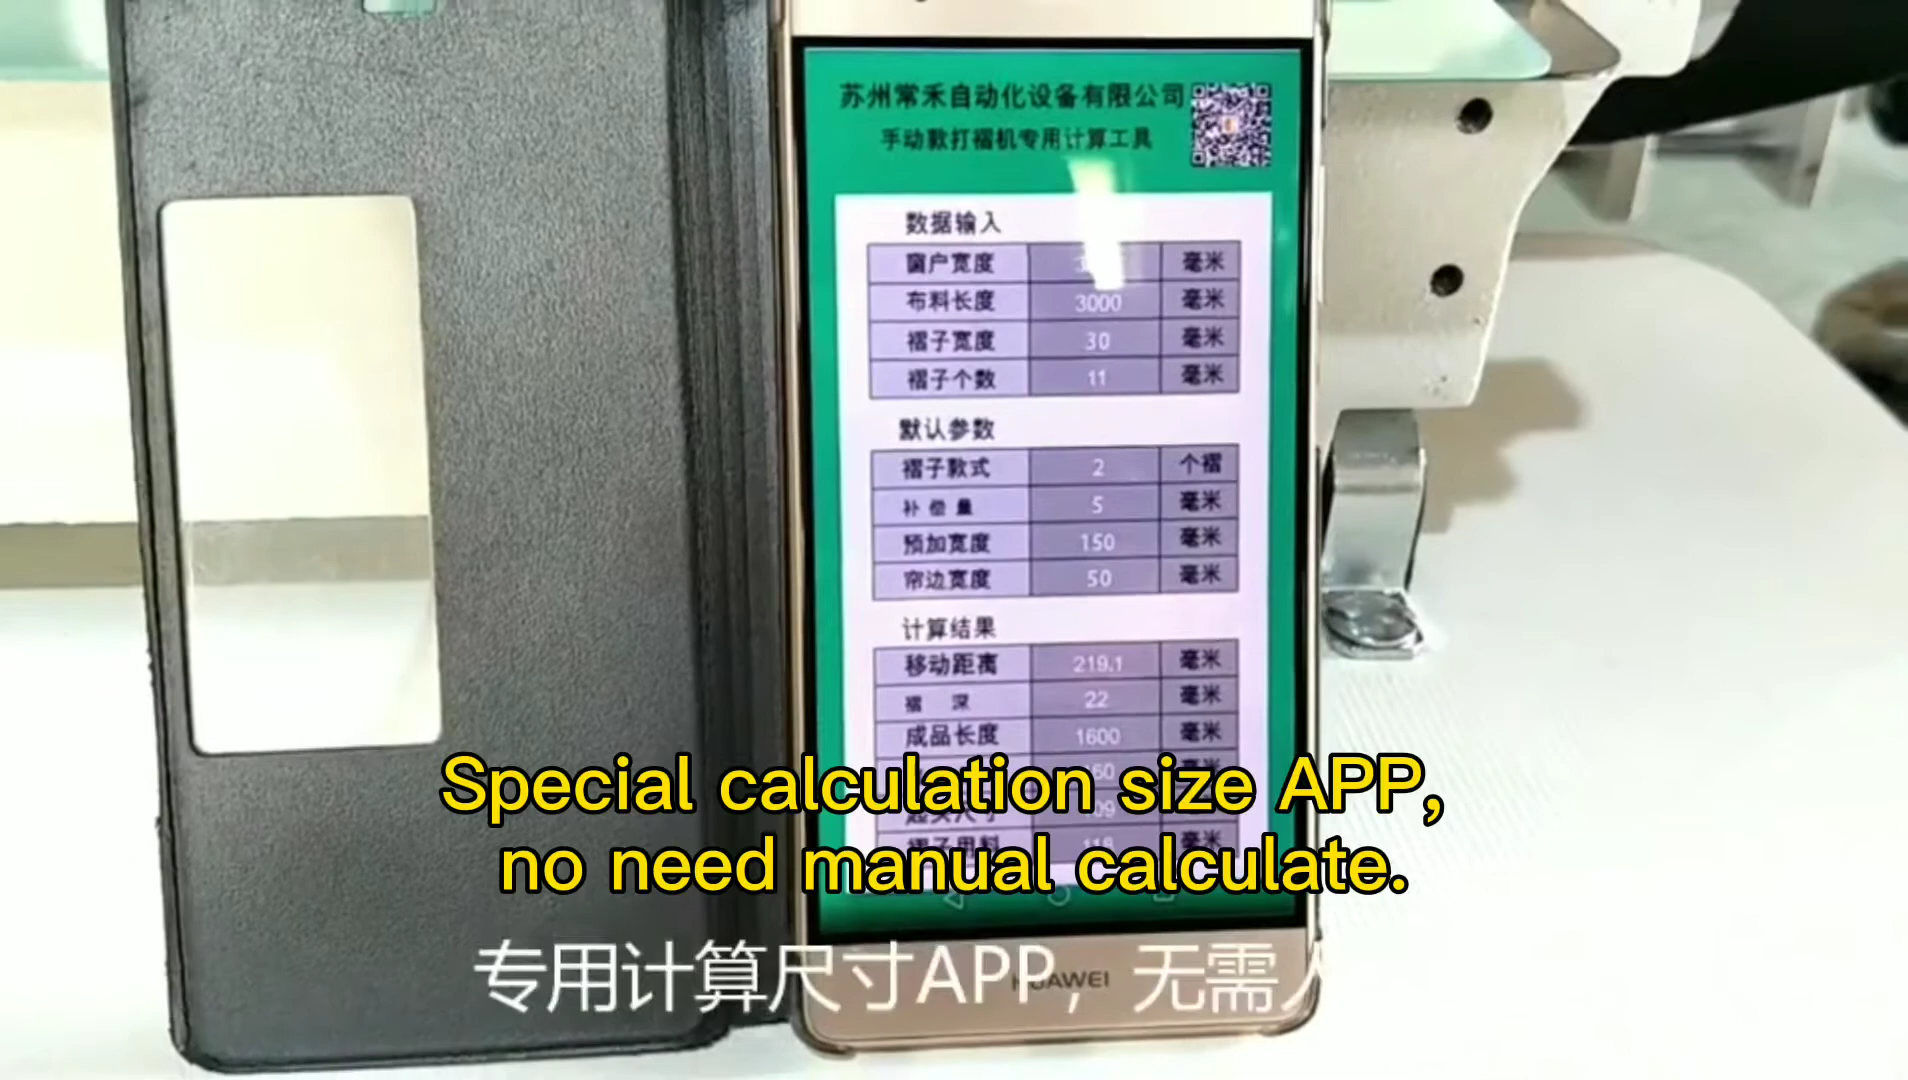 苏州常禾自动化设备有限公司
手动款打褶机专用计算工具
数据输入
窗户宽度 毫米
布料长度 3000 毫米
褶子宽度 30 毫米
褶子个数 11 毫米
默认参数
褶子款式 2 个褶
补偿量 5 毫米
预加宽度 150 毫米
帘边宽度 50 毫米
计算结果
移动距离 219.1 毫米
褶 深 22 毫米
成品长度 1600 毫米
Special calculation size APP,
no need manual calculate.
褶子用料
专用计算尺寸APP，无需人
HUAWEI